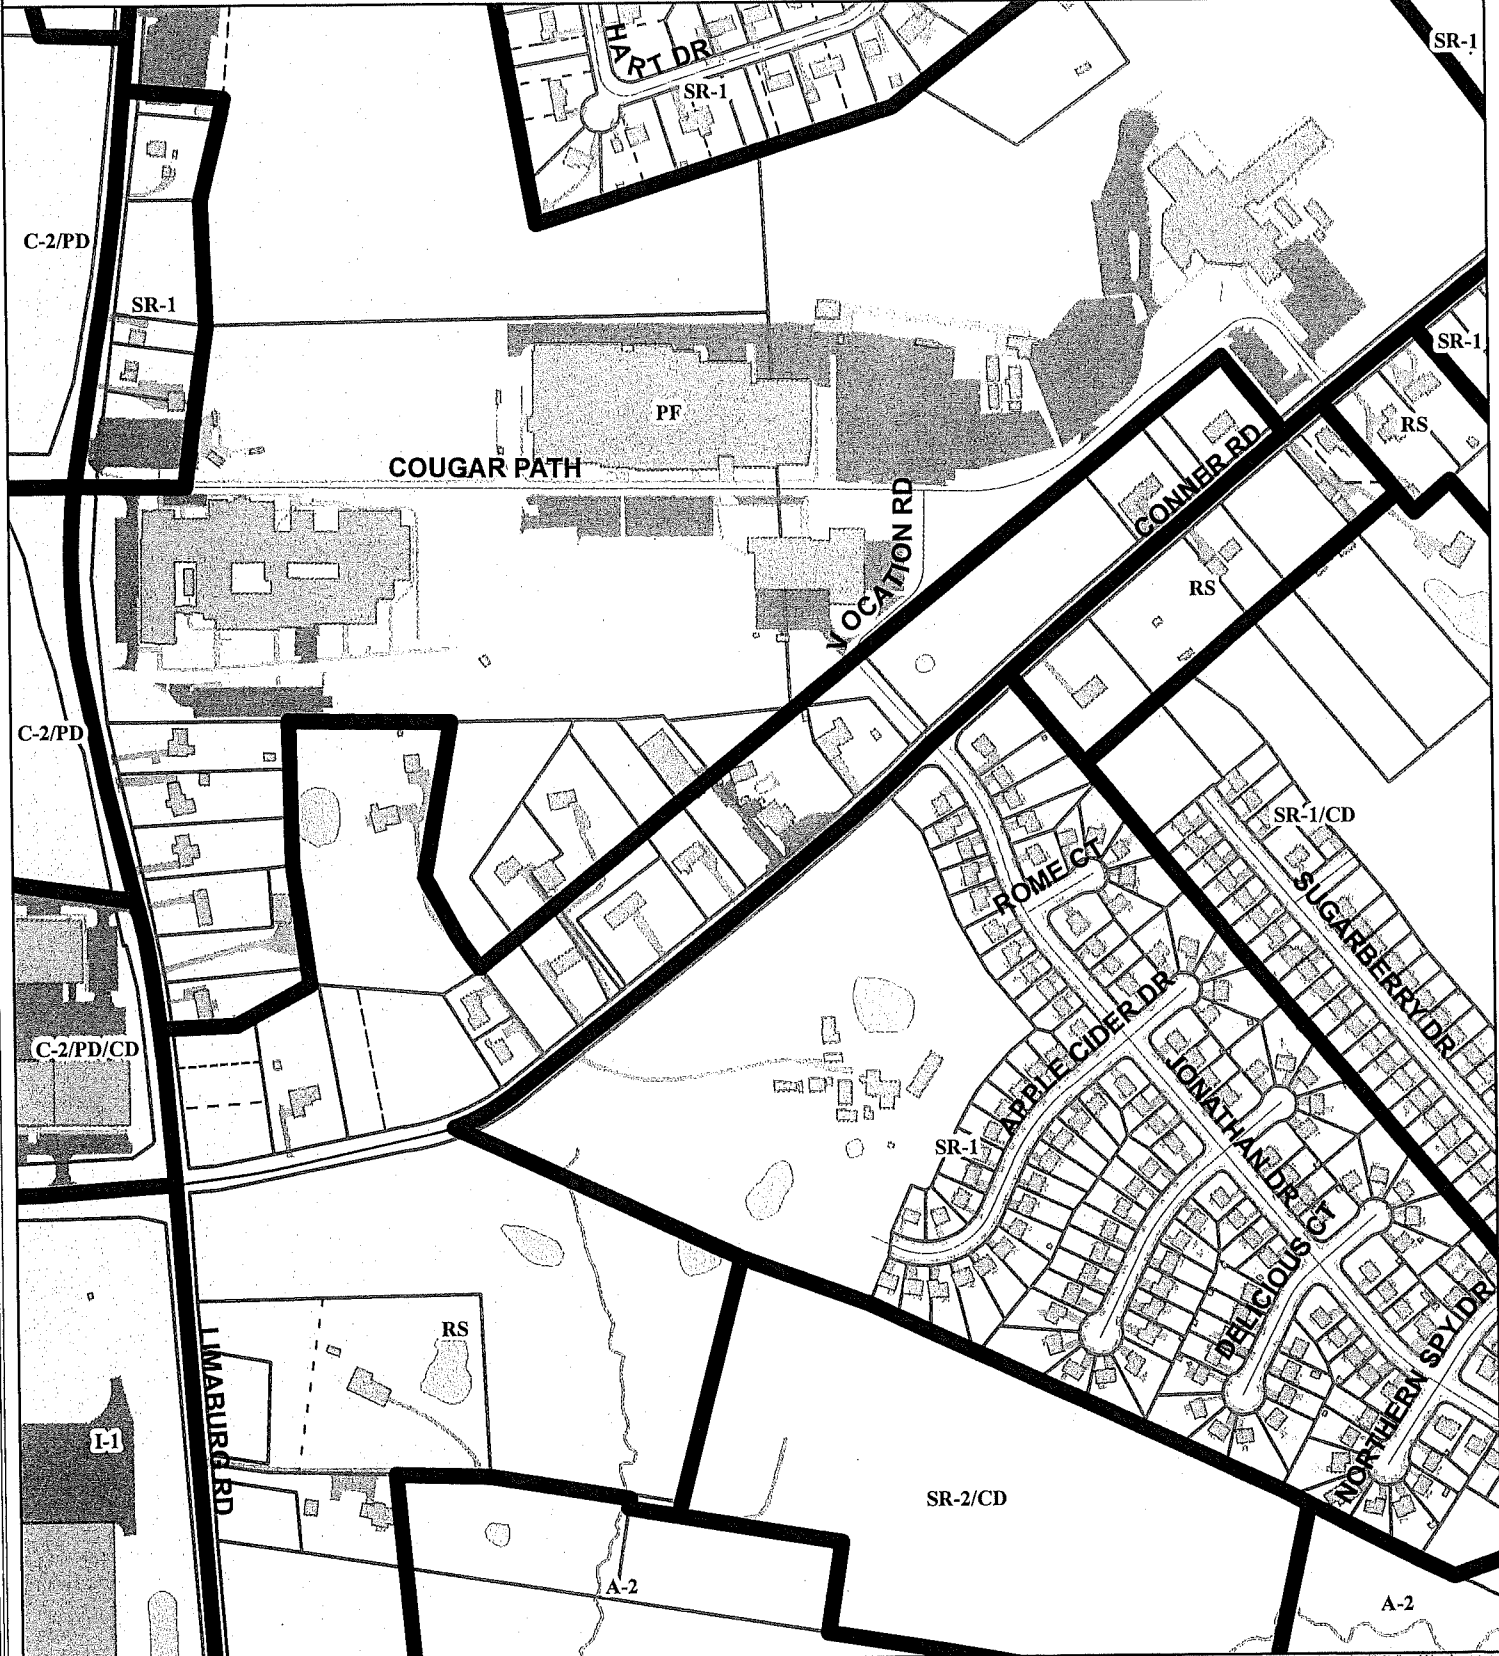 HART DR
SR-1
SR-1
C-2/PD
SR-1
SR-1
PF
RS
COUGAR PATH
CONNER RD
VOCATION RD
RS
C-2/PD
SR-1/CD
ROME CT
SUGARBERRY DR
APPLE CIDER DR
C-2/PD/CD
JONATHAN DR
SR-1
DELICIOUS CT
NORTHERN SPY DR
RS
LIMABURG RD
I-1
SR-2/CD
A-2
A-2